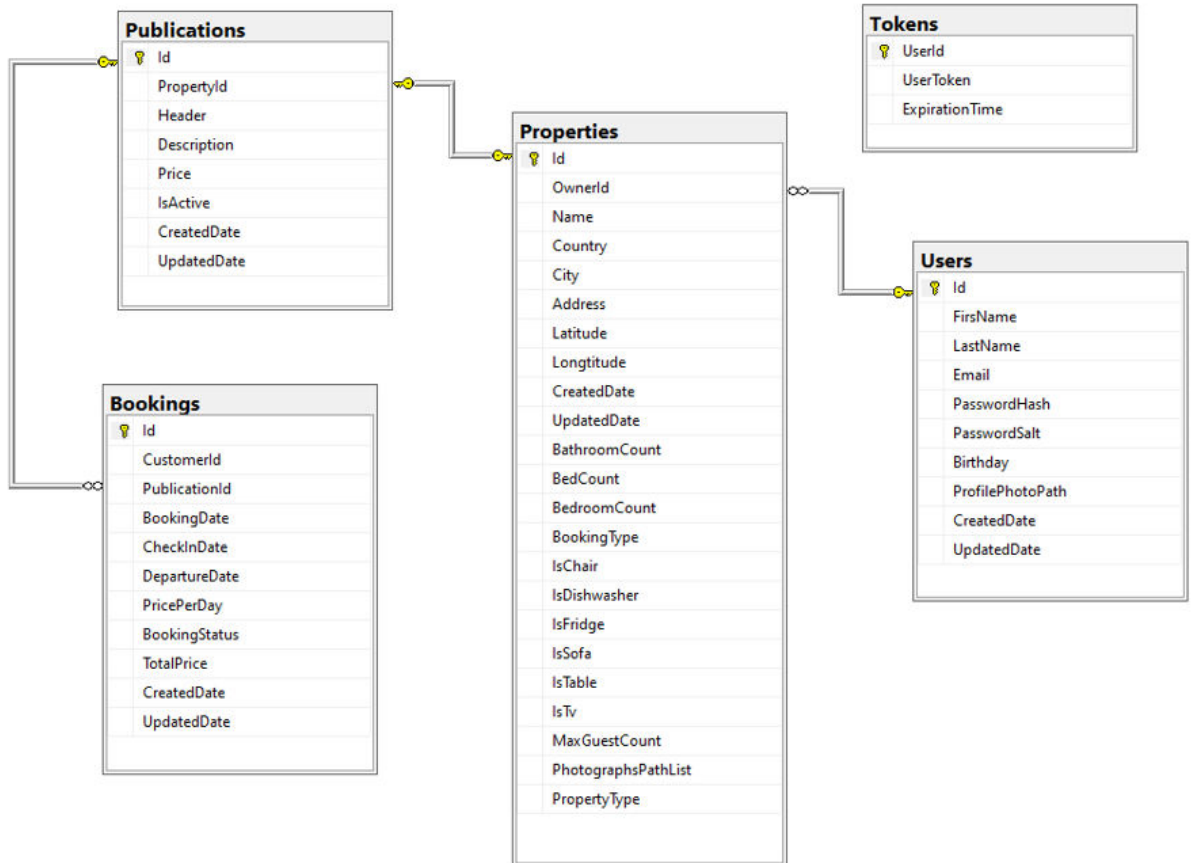 Publications
Id
PropertyId
Header
Description
Price
IsActive
CreatedDate
UpdatedDate
Bookings
Id
CustomerId
PublicationId
BookingDate
CheckInDate
DepartureDate
PricePerDay
BookingStatus
TotalPrice
CreatedDate
UpdatedDate
Properties
Id
OwnerId
Name
Country
City
Address
Latitude
Longtitude
CreatedDate
UpdatedDate
BathroomCount
BedCount
BedroomCount
BookingType
IsChair
IsDishwasher
IsFridge
IsSofa
IsTable
IsTv
MaxGuestCount
PhotographsPathList
PropertyType
Tokens
UserId
UserToken
ExpirationTime
Users
Id
FirsName
LastName
Email
PasswordHash
PasswordSalt
Birthday
ProfilePhotoPath
CreatedDate
UpdatedDate